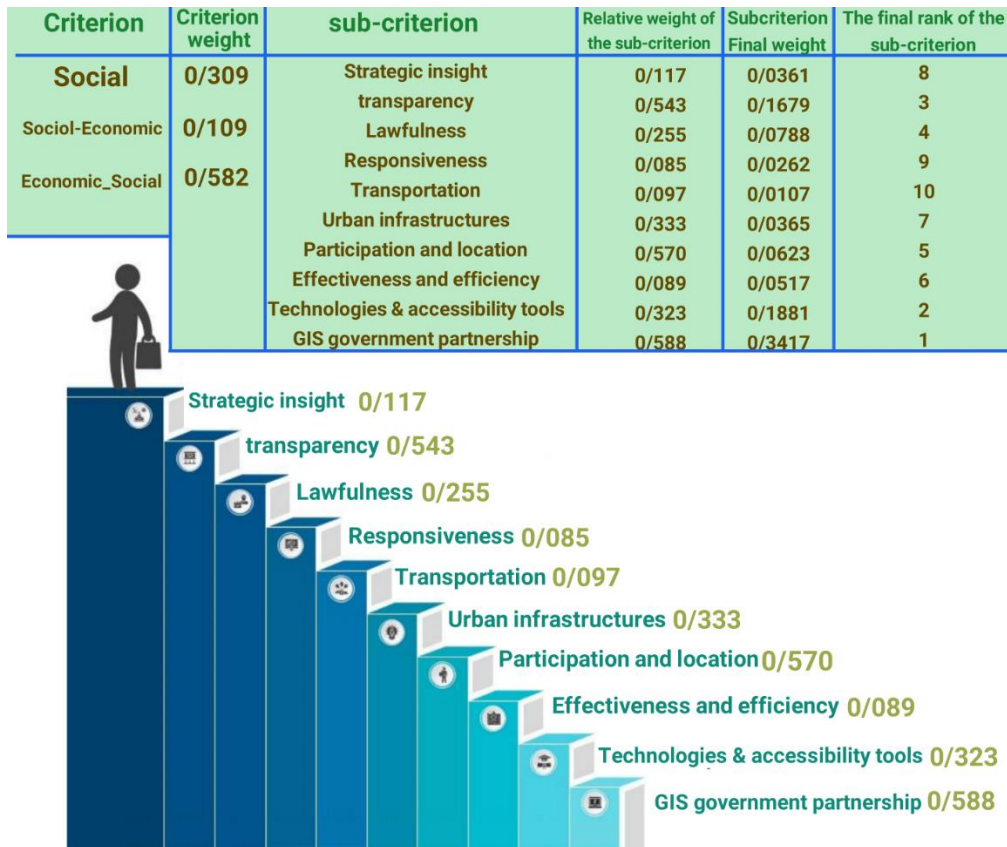 Criterion Criterion weight sub-criterion Relative weight of the sub-criterion Subcriterion Final weight The final rank of the sub-criterion
Social 0/309 Strategic insight 0/117 0/0361 8
transparency 0/543 0/1679 3
Sociol-Economic 0/109 Lawfulness 0/255 0/0788 4
Responsiveness 0/085 0/0262 9
Economic_Social 0/582 Transportation 0/097 0/0107 10
Urban infrastructures 0/333 0/0365 7
Participation and location 0/570 0/0623 5
Effectiveness and efficiency 0/089 0/0517 6
Technologies & accessibility tools 0/323 0/1881 2
GIS government partnership 0/588 0/3417 1
Strategic insight 0/117
transparency 0/543
Lawfulness 0/255
Responsiveness 0/085
Transportation 0/097
Urban infrastructures 0/333
Participation and location 0/570
Effectiveness and efficiency 0/089
Technologies & accessibility tools 0/323
GIS government partnership 0/588